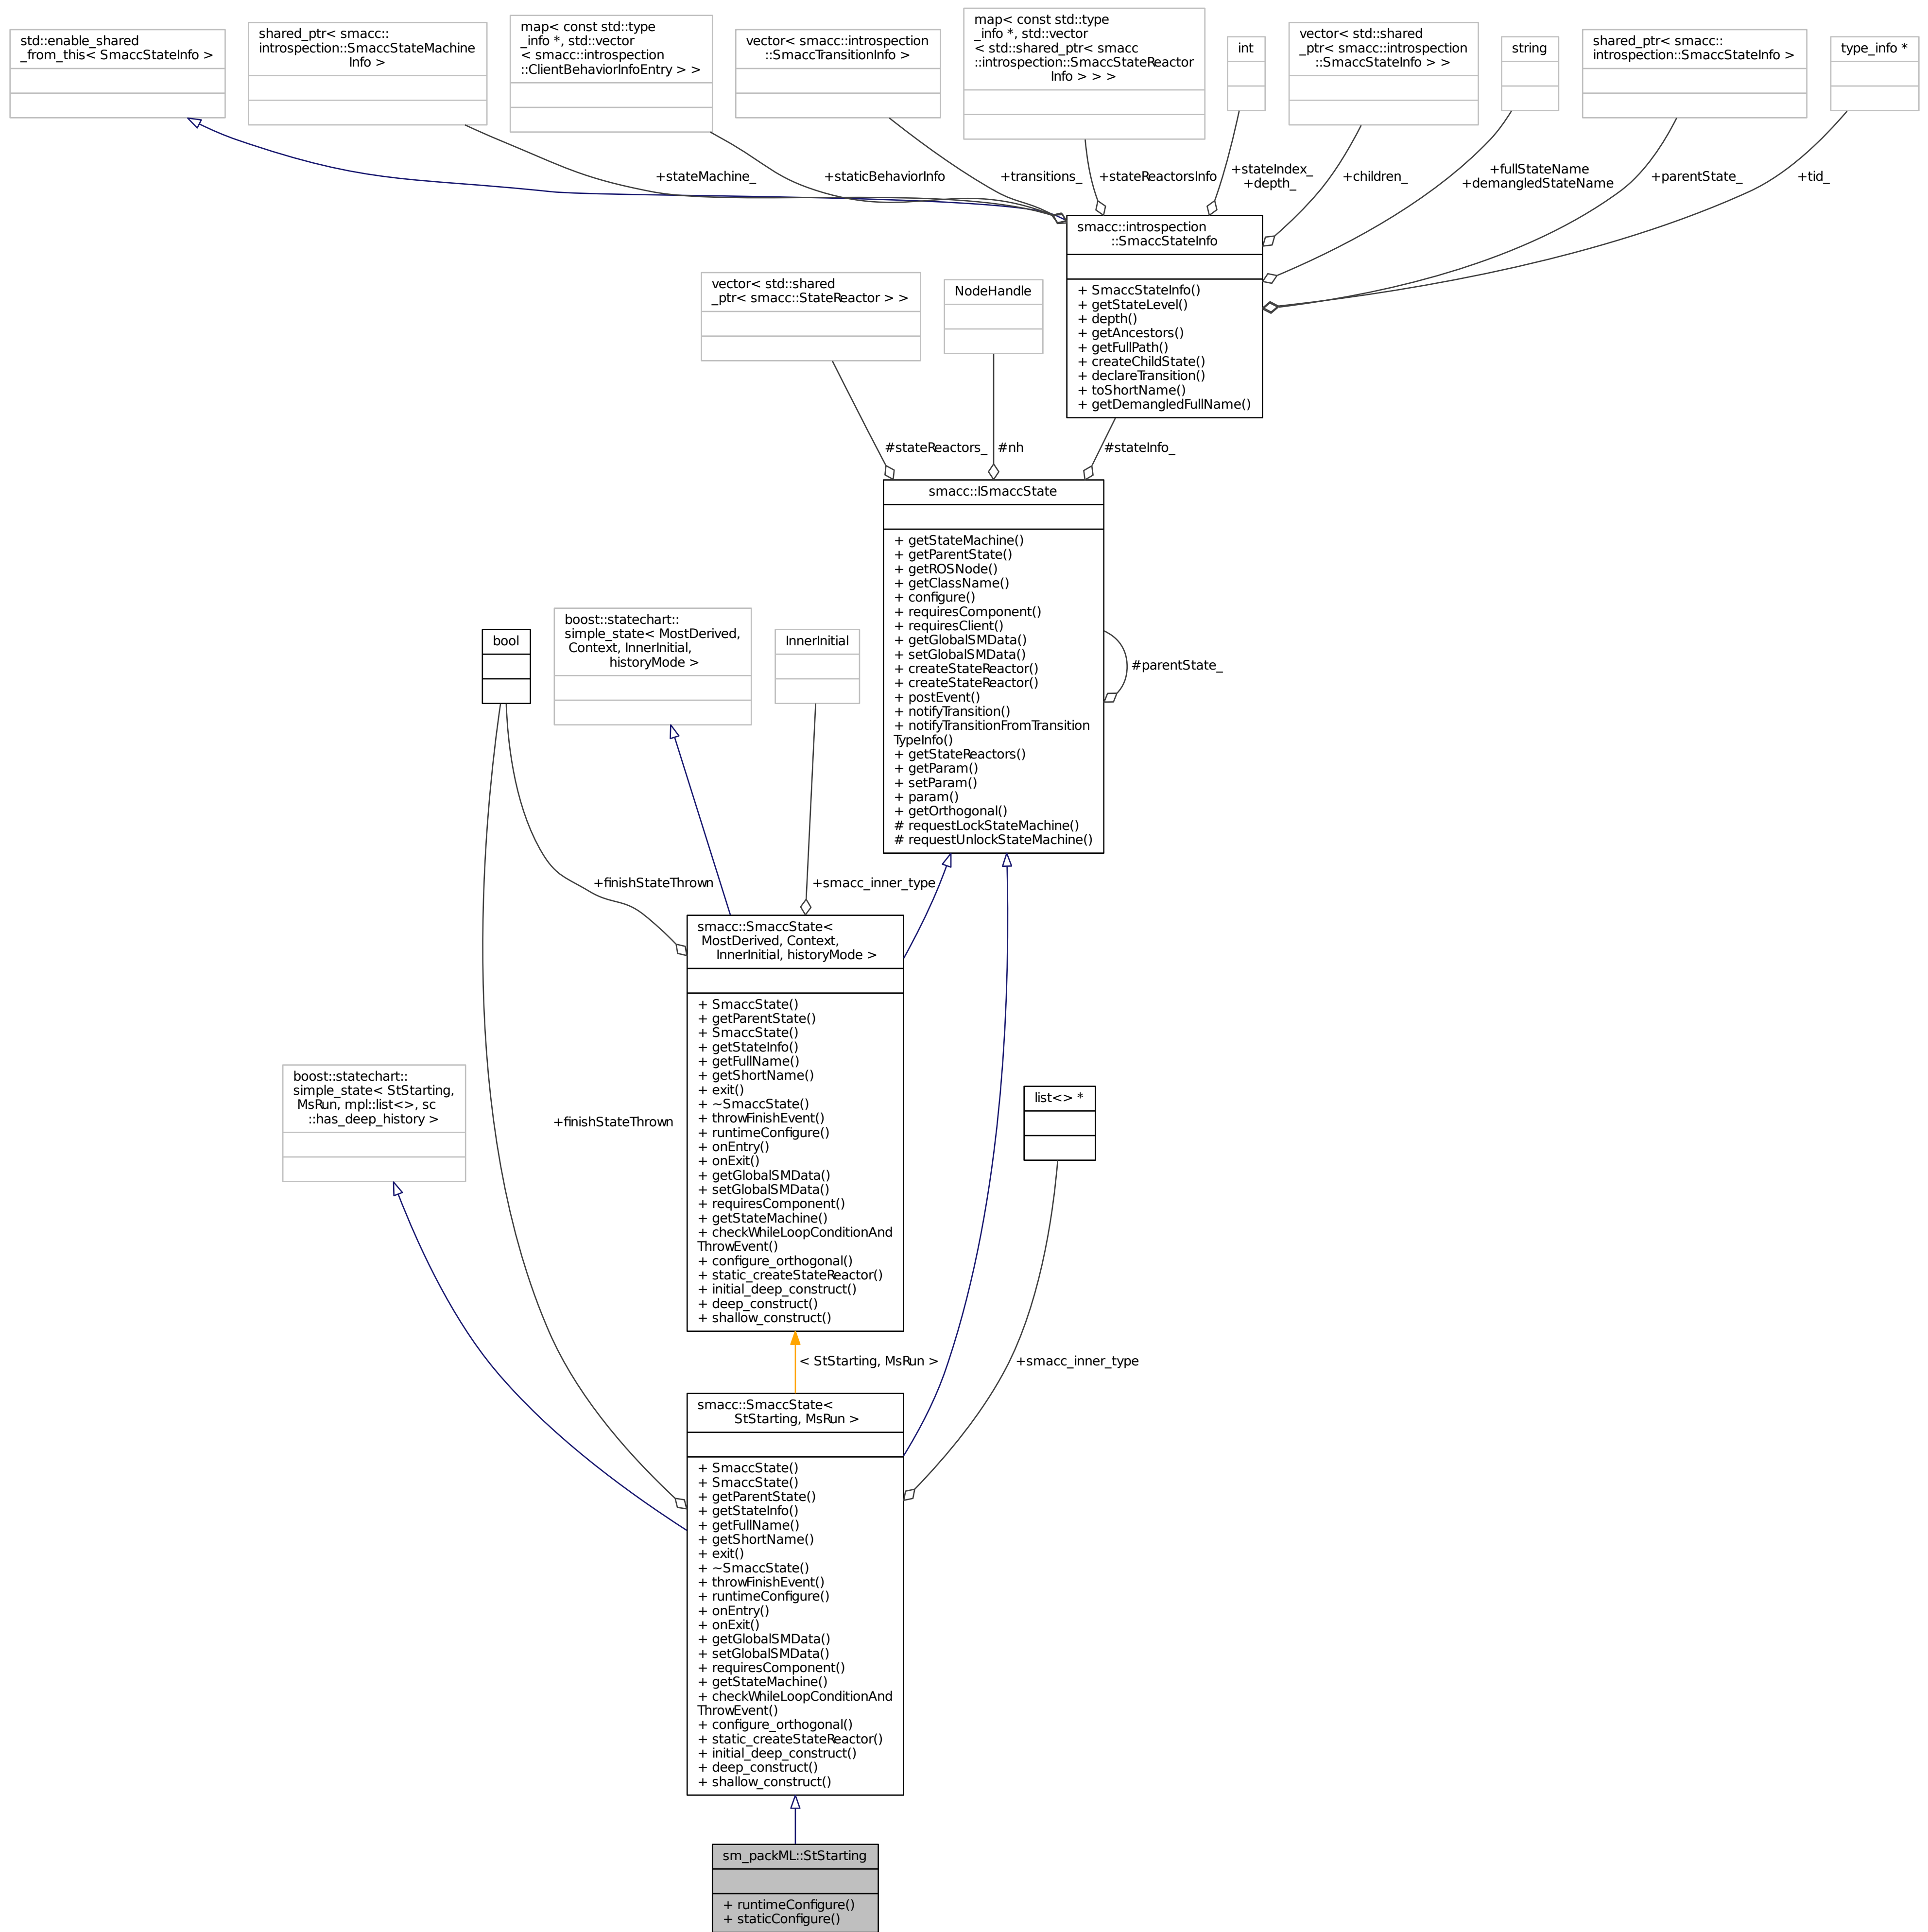 std::enable_shared
_from_this< SmaccStateInfo >
shared_ptr< smacc::
introspection::SmaccStateMachine
Info >
map< const std::type
_info *, std::vector
< smacc::introspection
::ClientBehaviorInfoEntry > >
vector< smacc::introspection
::SmaccTransitionInfo >
map< const std::type
_info *, std::vector
< std::shared_ptr< smacc
::introspection::SmaccStateReactor
Info > > >
int
vector< std::shared
_ptr< smacc::introspection
::SmaccStateInfo > >
string
shared_ptr< smacc::
introspection::SmaccStateInfo >
type_info *
+stateMachine_
+staticBehaviorInfo
+transitions_
+stateReactorsInfo
+stateIndex_
+depth_
+children_
+fullStateName
+demangledStateName
+parentState_
+tid_
smacc::introspection
::SmaccStateInfo
+ SmaccStateInfo()
+ getStateLevel()
+ depth()
+ getAncestors()
+ getFullPath()
+ createChildState()
+ declareTransition()
+ toShortName()
+ getDemangledFullName()
vector< std::shared
_ptr< smacc::StateReactor > >
NodeHandle
#stateReactors_
#nh
#stateInfo_
smacc::ISmaccState
+ getStateMachine()
+ getParentState()
+ getROSNode()
+ getClassName()
+ configure()
+ requiresComponent()
+ requiresClient()
+ getGlobalSMData()
+ setGlobalSMData()
+ createStateReactor()
+ createStateReactor()
+ postEvent()
+ notifyTransition()
+ notifyTransitionFromTransition
TypeInfo()
+ getStateReactors()
+ getParam()
+ setParam()
+ param()
+ getOrthogonal()
# requestLockStateMachine()
# requestUnlockStateMachine()
#parentState_
bool
boost::statechart::
simple_state< MostDerived,
Context, InnerInitial,
historyMode >
InnerInitial
+finishStateThrown
+smacc_inner_type
smacc::SmaccState<
MostDerived, Context,
InnerInitial, historyMode >
+ SmaccState()
+ getParentState()
+ SmaccState()
+ getStateInfo()
+ getFullName()
+ getShortName()
+ exit()
+ ~SmaccState()
+ throwFinishEvent()
+ runtimeConfigure()
+ onEntry()
+ onExit()
+ getGlobalSMData()
+ setGlobalSMData()
+ requiresComponent()
+ getStateMachine()
+ checkWhileLoopConditionAnd
ThrowEvent()
+ configure_orthogonal()
+ static_createStateReactor()
+ initial_deep_construct()
+ deep_construct()
+ shallow_construct()
boost::statechart::
simple_state< StStarting,
MsRun, mpl::list<>, sc
::has_deep_history >
+finishStateThrown
list<> *
< StStarting, MsRun >
+smacc_inner_type
smacc::SmaccState<
StStarting, MsRun >
+ SmaccState()
+ SmaccState()
+ getParentState()
+ getStateInfo()
+ getFullName()
+ getShortName()
+ exit()
+ ~SmaccState()
+ throwFinishEvent()
+ runtimeConfigure()
+ onEntry()
+ onExit()
+ getGlobalSMData()
+ setGlobalSMData()
+ requiresComponent()
+ getStateMachine()
+ checkWhileLoopConditionAnd
ThrowEvent()
+ configure_orthogonal()
+ static_createStateReactor()
+ initial_deep_construct()
+ deep_construct()
+ shallow_construct()
sm_packML::StStarting
+ runtimeConfigure()
+ staticConfigure()